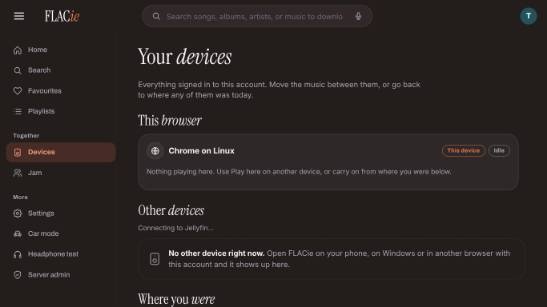 FLACie
Search songs, albums, artists, or music to downlo
T
Home
Search
Favourites
Playlists
Together
Devices
Jam
More
Settings
Car mode
Headphone test
Server admin
Your devices
Everything signed in to this account. Move the music between them, or go back
to where any of them was today.
This browser
Chrome on Linux
This device
Idle
Nothing playing here. Use Play here on another device, or carry on from where you were below.
Other devices
Connecting to Jellyfin...
No other device right now. Open FLACie on your phone, on Windows or in another browser with
this account and it shows up here.
Where you were